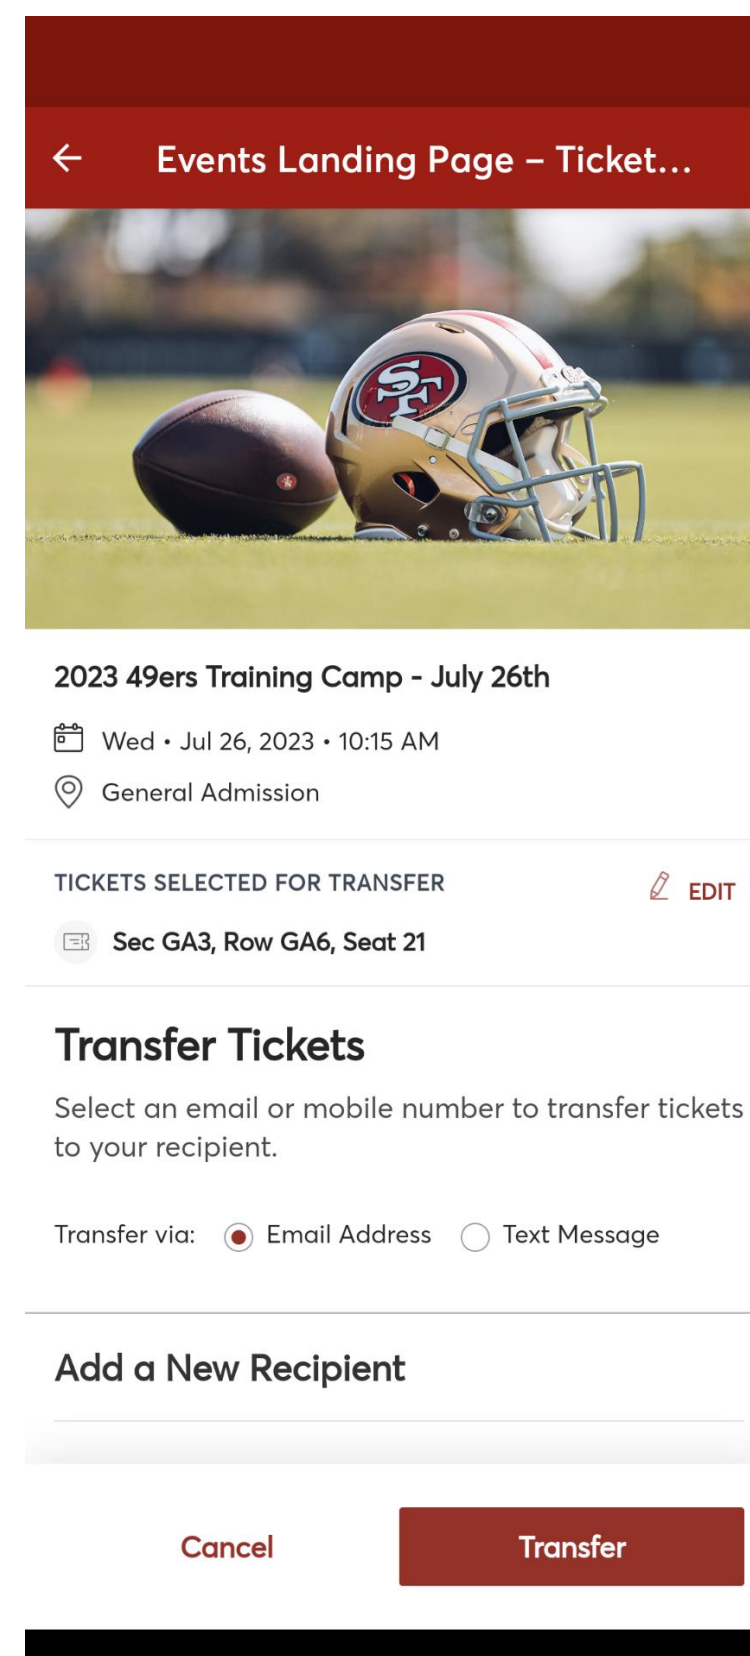 Events Landing Page – Ticket...
SF
2023 49ers Training Camp - July 26th
Wed • Jul 26, 2023 • 10:15 AM
General Admission
TICKETS SELECTED FOR TRANSFER
EDIT
Sec GA3, Row GA6, Seat 21
Transfer Tickets
Select an email or mobile number to transfer tickets
to your recipient.
Transfer via: Email Address Text Message
Add a New Recipient
Cancel Transfer